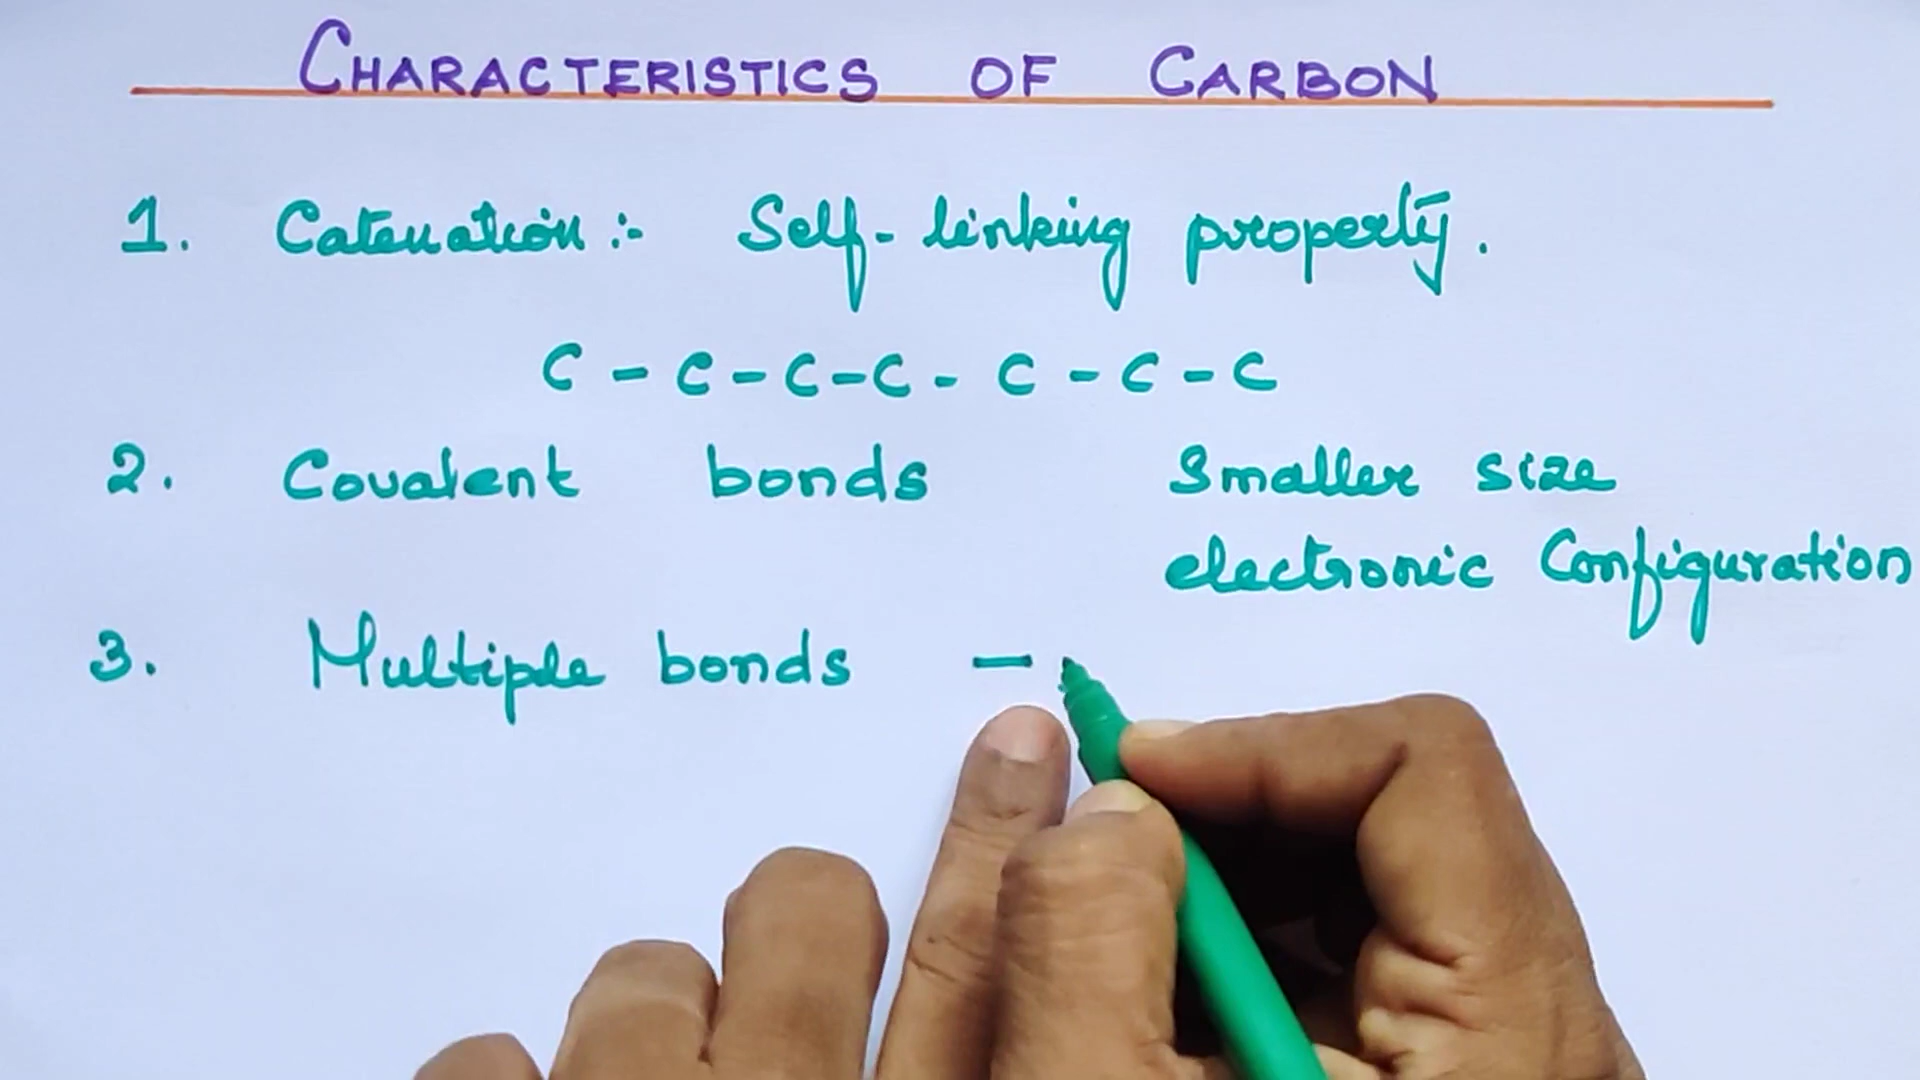 CHARACTERISTICS OF CARBON
1. Catenation :- Self-linking property.
C - C - C - C - C - C - C
2. Covalent bonds Smaller size
electronic Configuration
3. Multiple bonds -